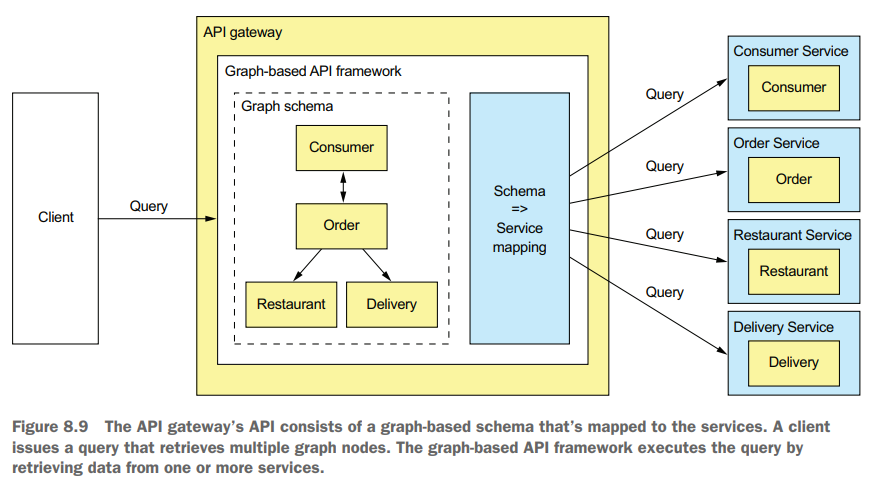 API gateway
Graph-based API framework
Graph schema
Consumer
Order
Restaurant
Delivery
Client
Query
Schema
=>
Service
mapping
Query
Query
Query
Query
Consumer Service
Consumer
Order Service
Order
Restaurant Service
Restaurant
Delivery Service
Delivery
Figure 8.9 The API gateway's API consists of a graph-based schema that's mapped to the services. A client
issues a query that retrieves multiple graph nodes. The graph-based API framework executes the query by
retrieving data from one or more services.